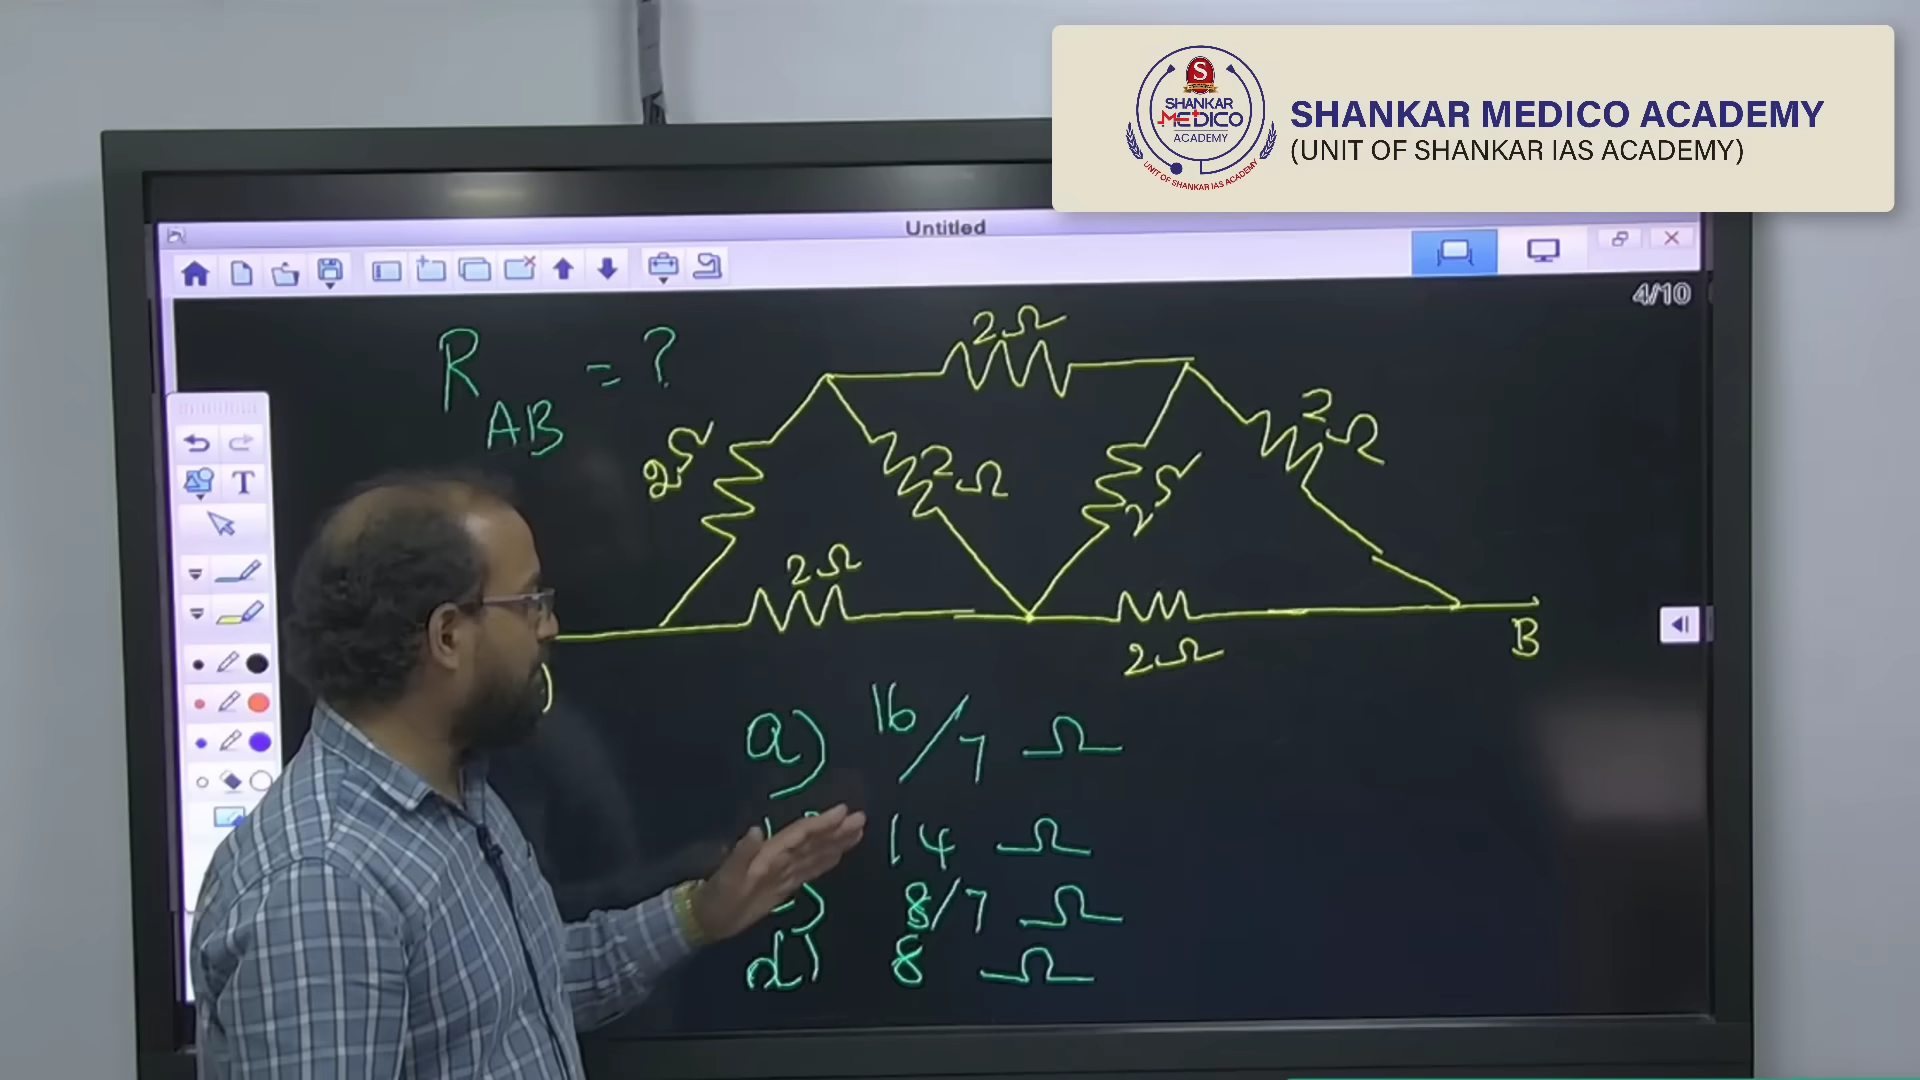 SHANKAR MEDICO ACADEMY
(UNIT OF SHANKAR IAS ACADEMY)
S
SHANKAR
MEDICO
ACADEMY
UNIT OF SHANKAR IAS ACADEMY
Untitled
4/10
T
R AB = ?
2Ω
2Ω
2Ω
2Ω
2Ω
2Ω
2Ω
B
a) 16/7 Ω
14 Ω
8/7 Ω
d) 8 Ω